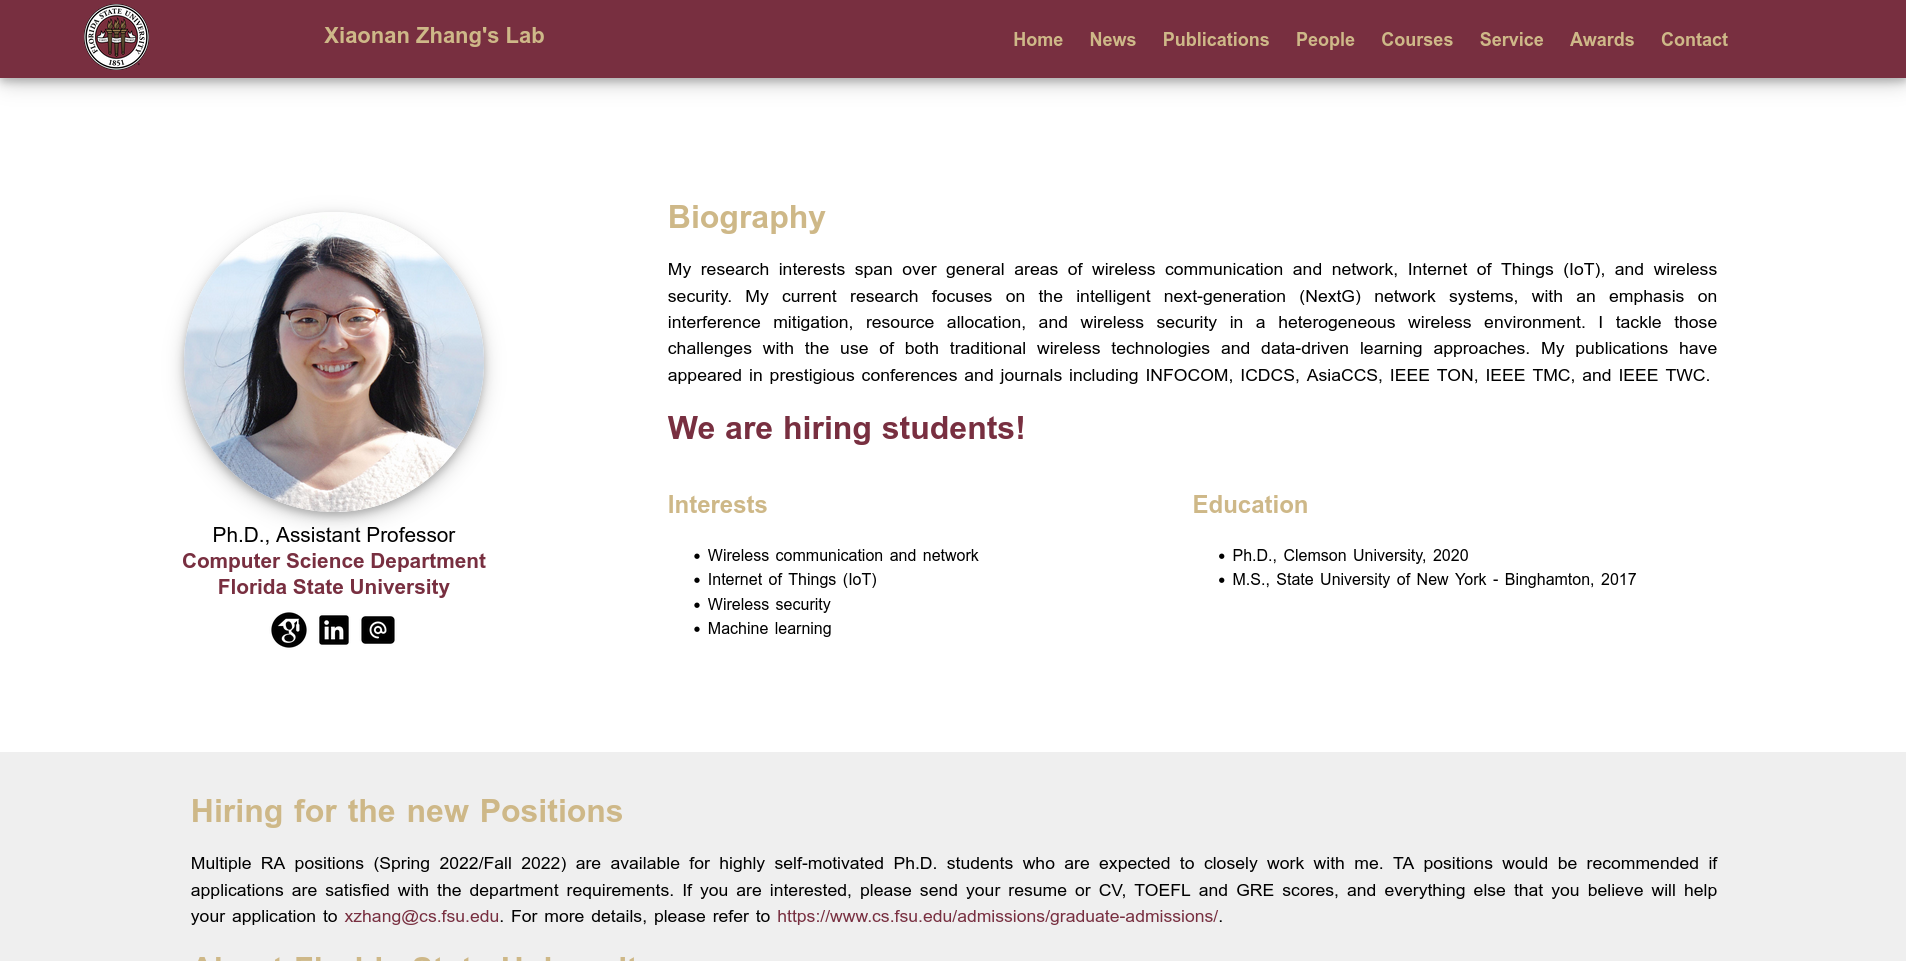 FLORIDA STATE UNIVERSITY
1851
Xiaonan Zhang's Lab
Home News Publications People Courses Service Awards Contact
Biography
My research interests span over general areas of wireless communication and network, Internet of Things (IoT), and wireless
security. My current research focuses on the intelligent next-generation (NextG) network systems, with an emphasis on
interference mitigation, resource allocation, and wireless security in a heterogeneous wireless environment. I tackle those
challenges with the use of both traditional wireless technologies and data-driven learning approaches. My publications have
appeared in prestigious conferences and journals including INFOCOM, ICDCS, AsiaCCS, IEEE TON, IEEE TMC, and IEEE TWC.
We are hiring students!
Ph.D., Assistant Professor
Computer Science Department
Florida State University
Interests
• Wireless communication and network
• Internet of Things (IoT)
• Wireless security
• Machine learning
Education
• Ph.D., Clemson University, 2020
• M.S., State University of New York - Binghamton, 2017
Hiring for the new Positions
Multiple RA positions (Spring 2022/Fall 2022) are available for highly self-motivated Ph.D. students who are expected to closely work with me. TA positions would be recommended if
applications are satisfied with the department requirements. If you are interested, please send your resume or CV, TOEFL and GRE scores, and everything else that you believe will help
your application to xzhang@cs.fsu.edu. For more details, please refer to https://www.cs.fsu.edu/admissions/graduate-admissions/.